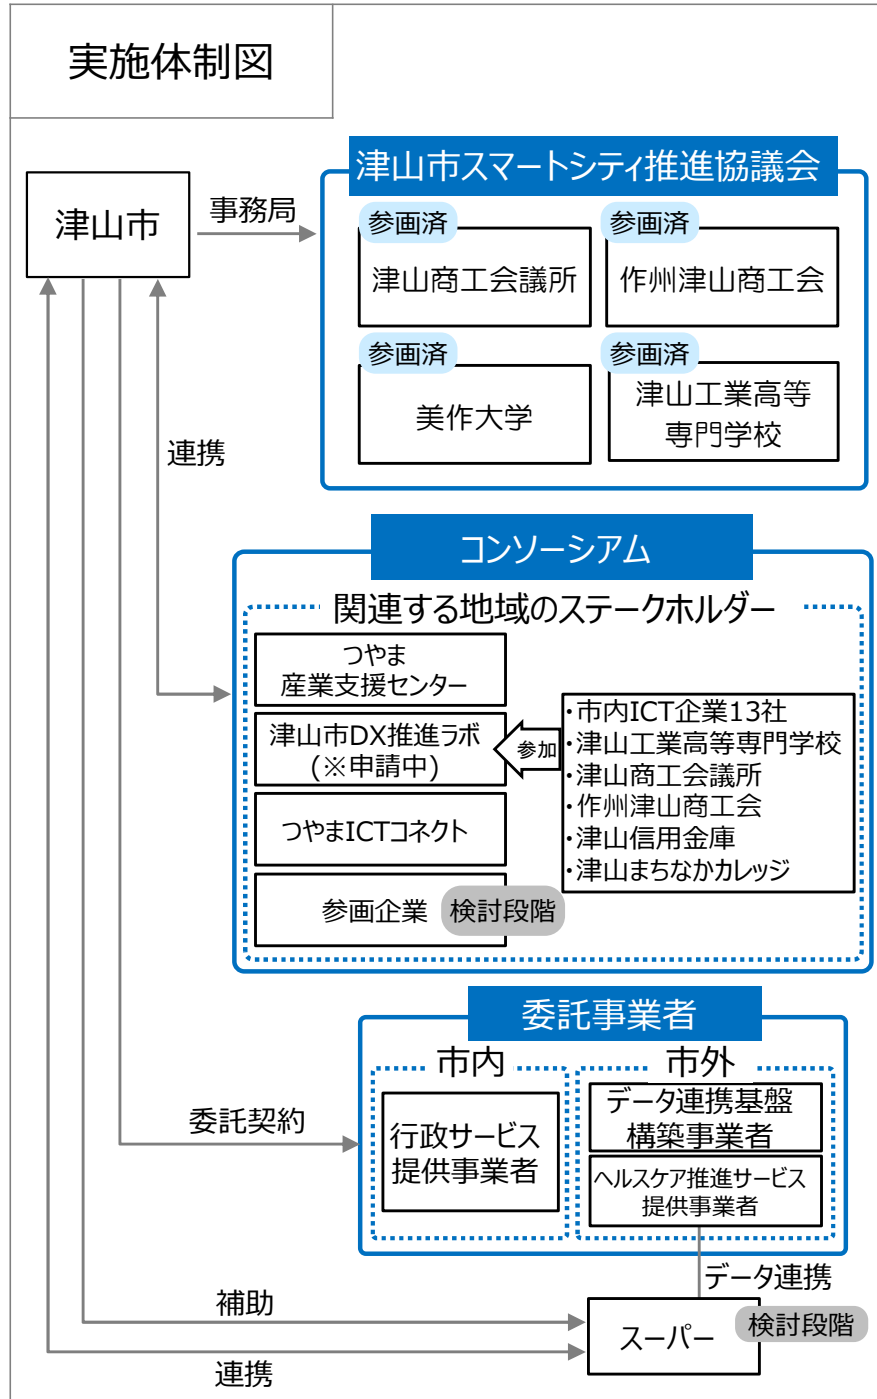 実施体制図
津山市スマートシティ推進協議会
津山市
事務局
参画済
津山商工会議所
参画済
作州津山商工会
参画済
美作大学
参画済
津山工業高等
専門学校
連携
コンソーシアム
関連する地域のステークホルダー
つやま
産業支援センター
津山市DX推進ラボ
(※申請中)
つやまICTコネクト
参画企業
検討段階
参加
・市内ICT企業13社
・津山工業高等専門学校
・津山商工会議所
・作州津山商工会
・津山信用金庫
・津山まちなかカレッジ
委託事業者
委託契約
市内
行政サービス
提供事業者
市外
データ連携基盤
構築事業者
ヘルスケア推進サービス
提供事業者
データ連携
補助
スーパー
検討段階
連携